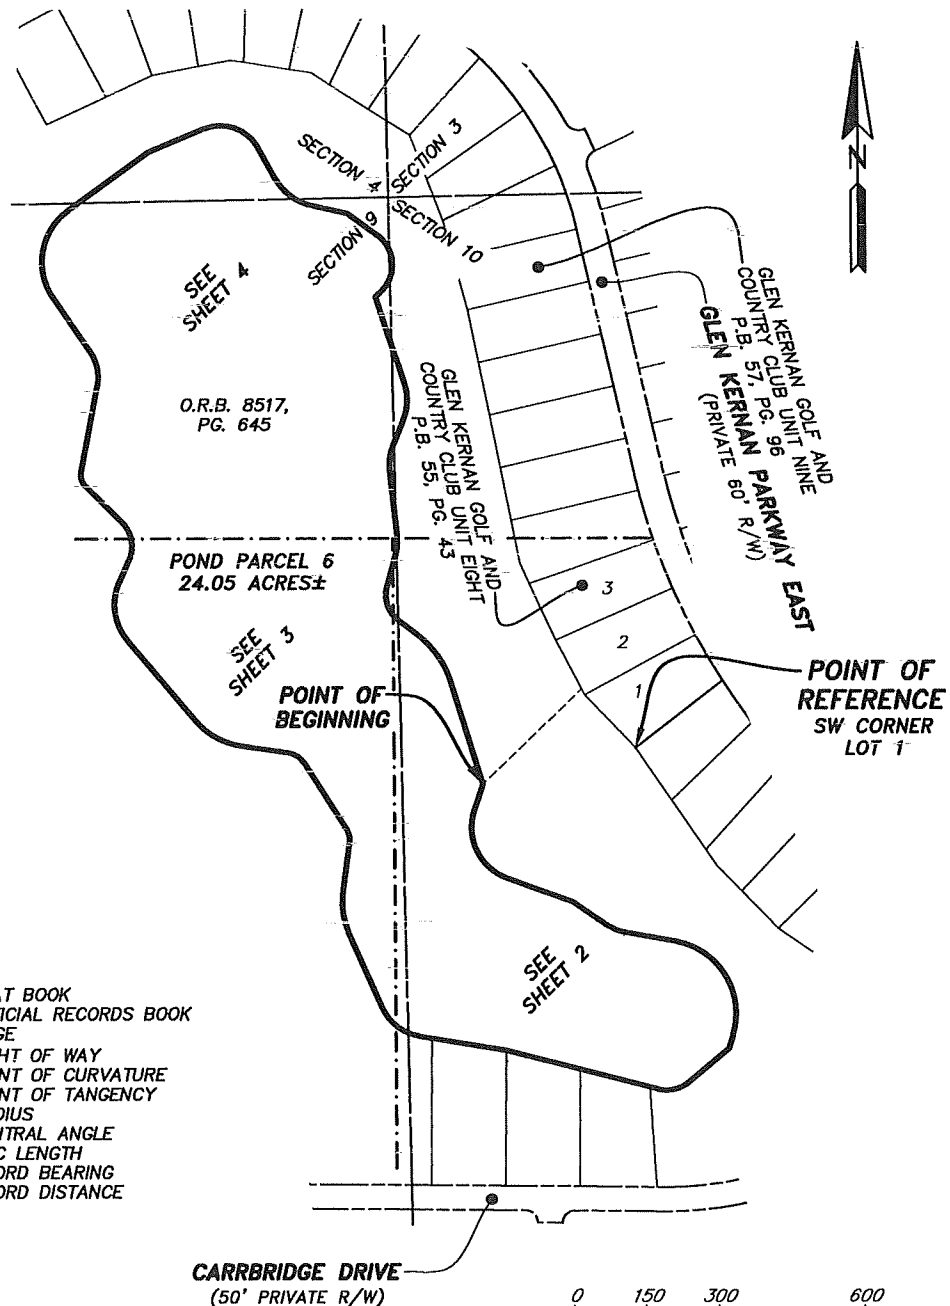 SECTION 4
SECTION 3
SECTION 9
SECTION 10
N
SEE
SHEET 4
O.R.B. 8517,
PG. 645
GLEN KERNAN GOLF AND
COUNTRY CLUB UNIT NINE
P.B. 57, PG. 96
GLEN KERNAN PARKWAY EAST
(PRIVATE 60' R/W)
GLEN KERNAN GOLF AND
COUNTRY CLUB UNIT EIGHT
P.B. 55, PG. 43
POND PARCEL 6
24.05 ACRES±
3
2
1
SEE
SHEET 3
POINT OF
BEGINNING
POINT OF
REFERENCE
SW CORNER
LOT 1
SEE
SHEET 2
T BOOK
ICIAL RECORDS BOOK
GE
HT OF WAY
NT OF CURVATURE
NT OF TANGENCY
DIUS
NTRAL ANGLE
C LENGTH
ORD BEARING
ORD DISTANCE
CARRBRIDGE DRIVE
(50' PRIVATE R/W)
0 150 300 600